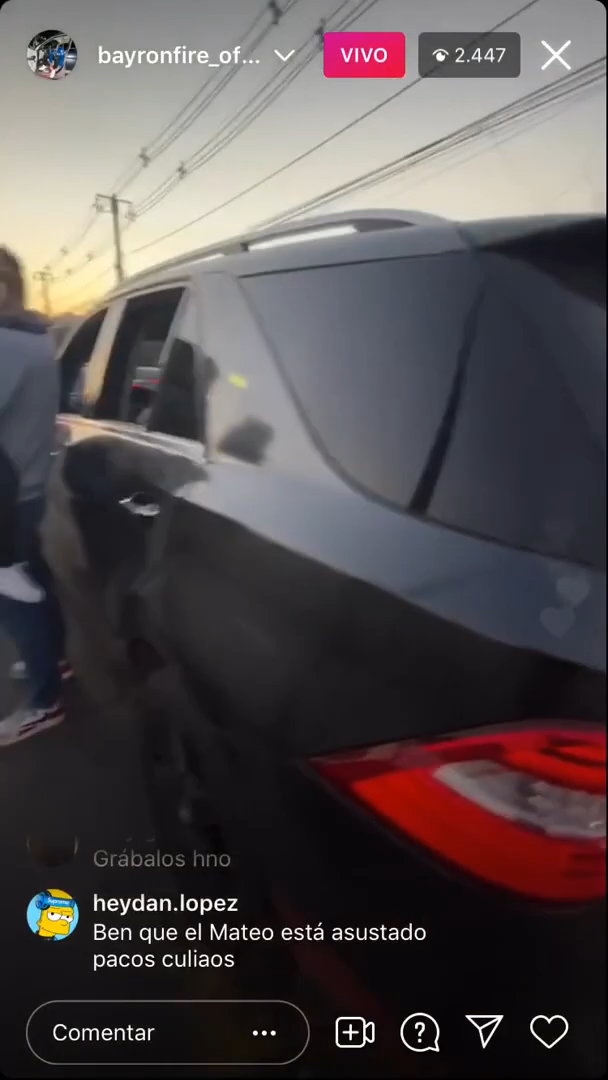 bayronfire_of...
VIVO
2.447
Grábalos hno
heydan.lopez
Ben que el Mateo está asustado
pacos culiaos
Comentar